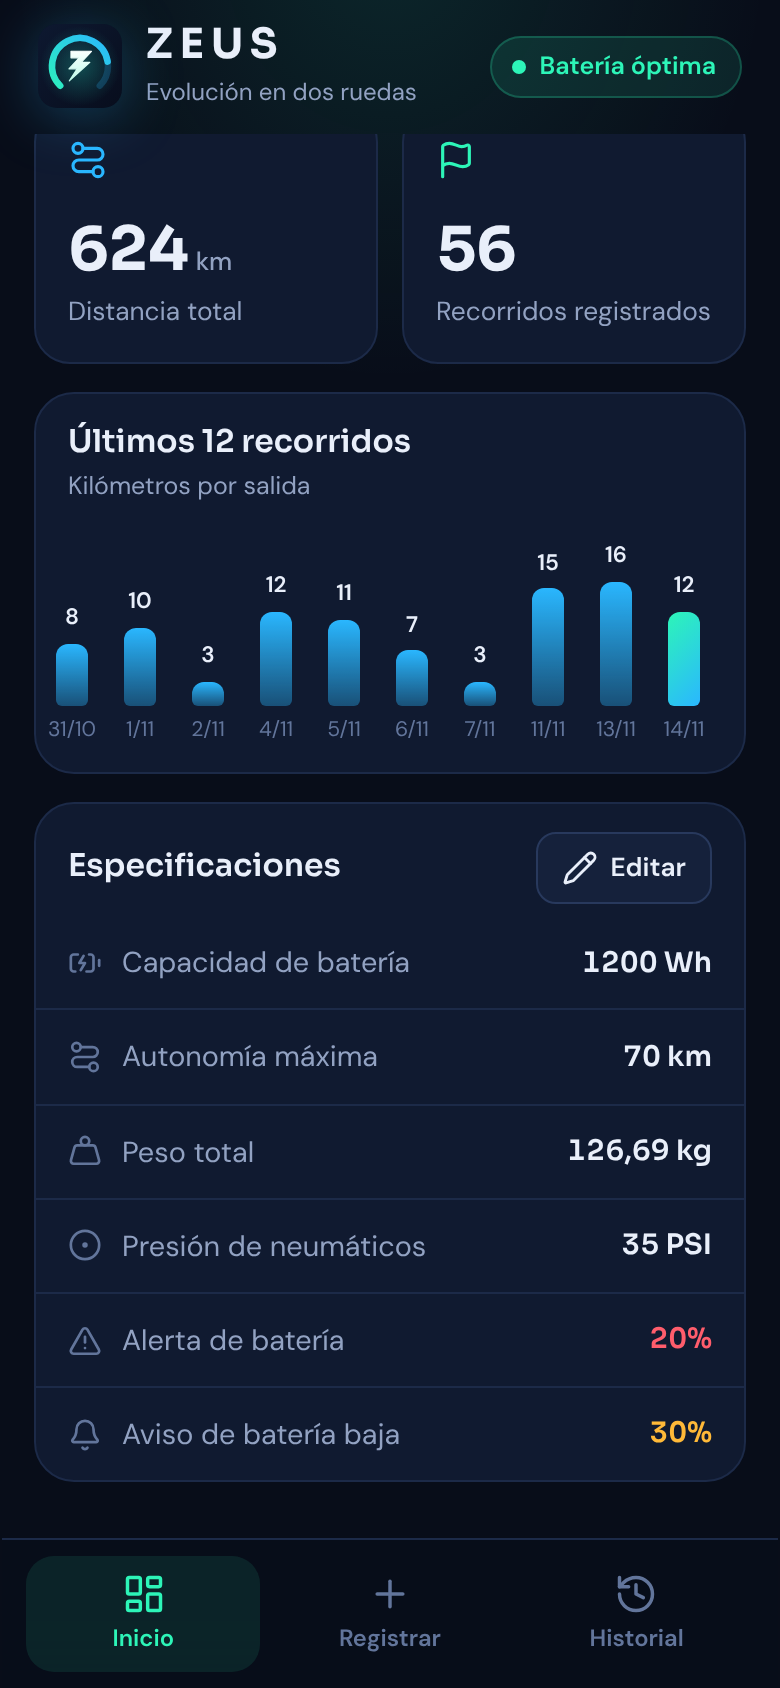 ZEUS
Evolución en dos ruedas
Batería óptima
624 km
Distancia total
56
Recorridos registrados
Últimos 12 recorridos
Kilómetros por salida
8 10 3 12 11 7 3 15 16 12
31/10 1/11 2/11 4/11 5/11 6/11 7/11 11/11 13/11 14/11
Especificaciones
Editar
Capacidad de batería 1200 Wh
Autonomía máxima 70 km
Peso total 126,69 kg
Presión de neumáticos 35 PSI
Alerta de batería 20%
Aviso de batería baja 30%
Inicio Registrar Historial